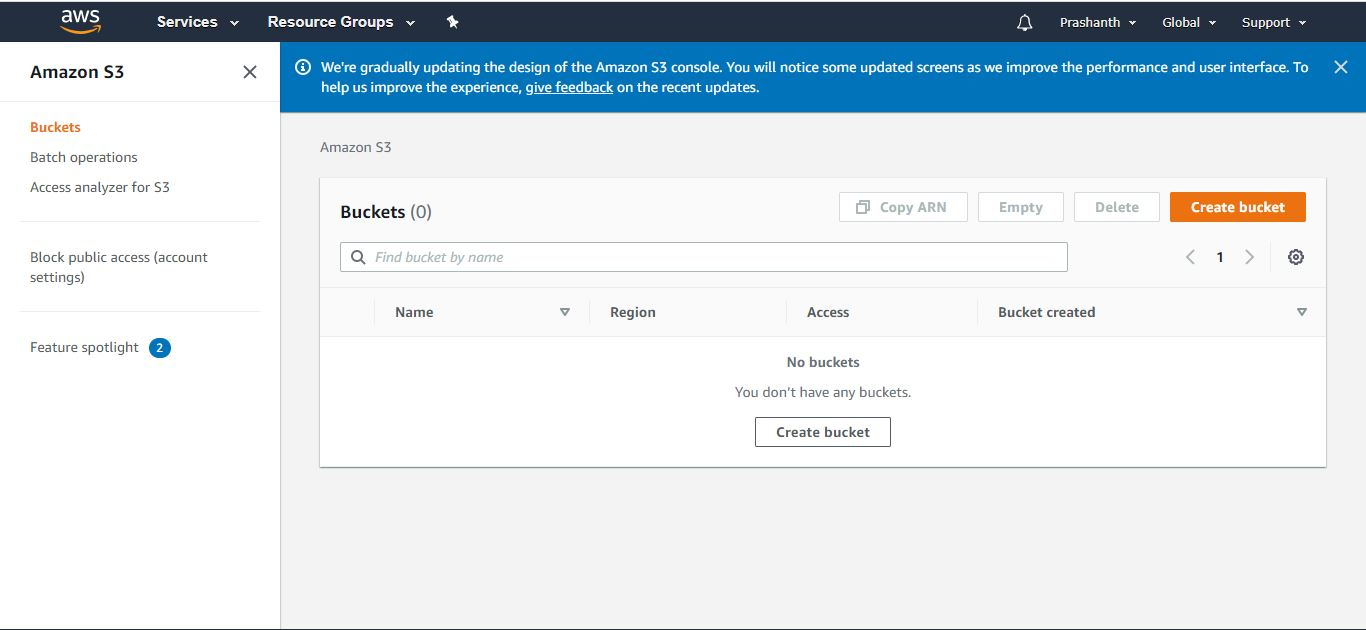 aws Services Resource Groups Prashanth Global Support
Amazon S3
We're gradually updating the design of the Amazon S3 console. You will notice some updated screens as we improve the performance and user interface. To
help us improve the experience, give feedback on the recent updates.
Buckets
Batch operations
Access analyzer for S3
Block public access (account
settings)
Feature spotlight 2
Amazon S3
Buckets (0) Copy ARN Empty Delete Create bucket
Find bucket by name 1
Name Region Access Bucket created
No buckets
You don't have any buckets.
Create bucket